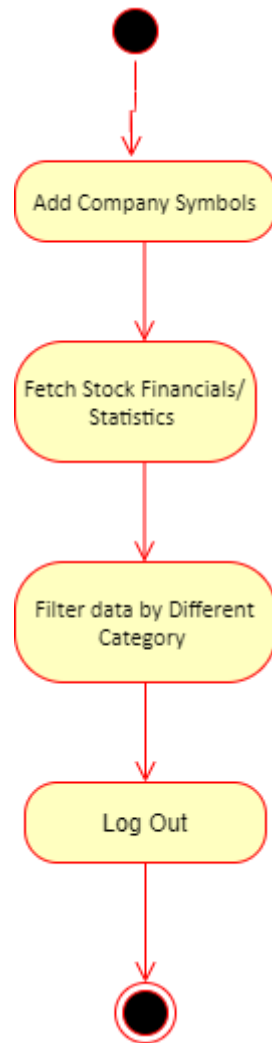 Add Company Symbols
Fetch Stock Financials/
Statistics
Filter data by Different
Category
Log Out